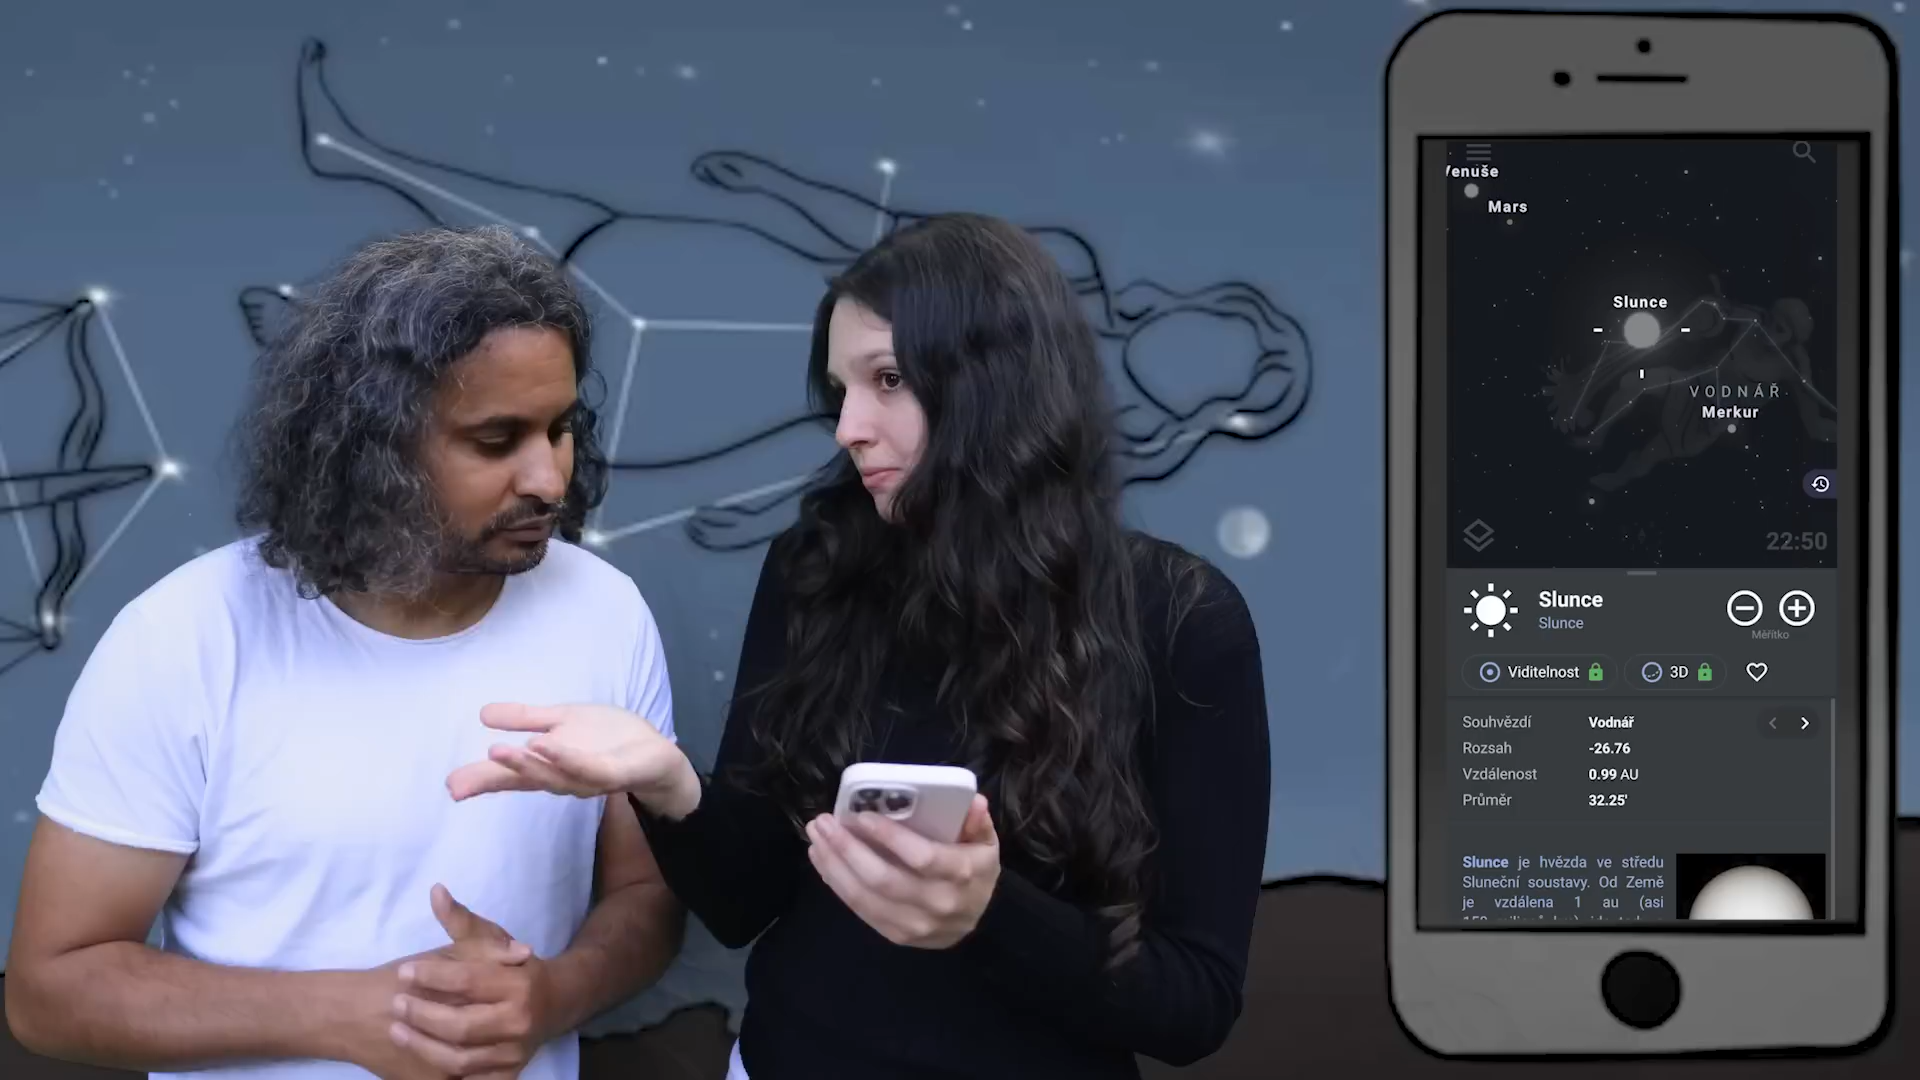 Venuše
Mars
Slunce
VODNÁŘ
Merkur
22:50
Slunce
Slunce
Měřítko
Viditelnost
3D
Souhvězdí Vodnář
Rozsah -26.76
Vzdálenost 0.99 AU
Průměr 32.25'
Slunce je hvězda ve středu
Sluneční soustavy. Od Země
je vzdálena 1 au (asi